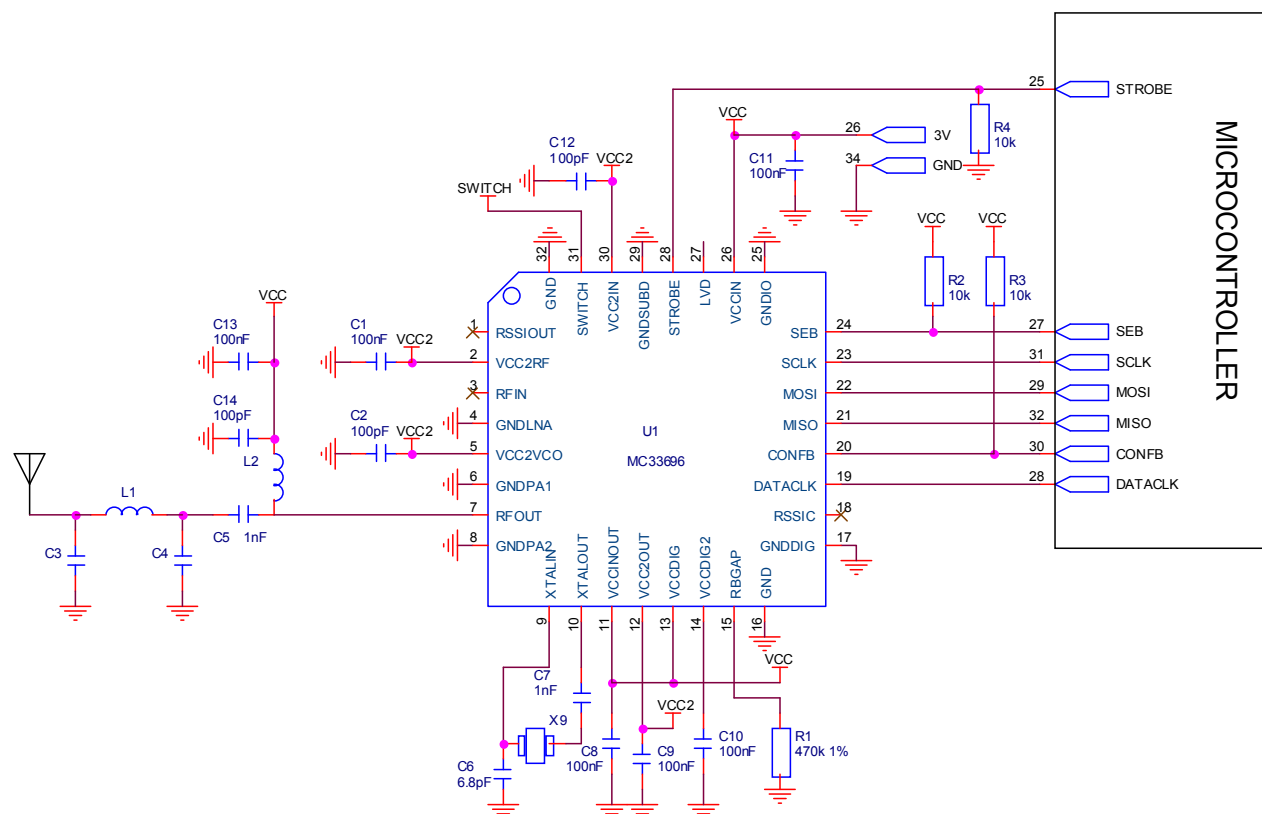 25
STROBE
MICROCONTROLLER
VCC
26
3V
R4
10k
C12
100pF
VCC2
C11
100nF
34
GND
SWITCH
VCC
VCC
32
31
30
29
28
27
26
25
GND
SWITCH
VCC2IN
GNDSUBD
STROBE
LVD
VCCIN
GNDIO
R2
10k
R3
10k
VCC
C13
100nF
C1
100nF
VCC2
1
RSSIOUT
SEB
24
27
SEB
2
VCC2RF
SCLK
23
31
SCLK
3
RFIN
MOSI
22
29
MOSI
C14
100pF
C2
100pF
VCC2
4
GNDLNA
U1
MISO
21
32
MISO
L2
5
VCC2VCO
MC33696
CONFB
20
30
CONFB
6
GNDPA1
DATACLK
19
28
DATACLK
L1
7
RFOUT
RSSIC
18
C5
1nF
8
GNDPA2
GNDDIG
17
C3
C4
XTALIN
XTALOUT
VCCINOUT
VCC2OUT
VCCDIG
VCCDIG2
RBGAP
GND
9
10
11
12
13
14
15
16
C7
1nF
VCC
X9
VCC2
C6
6.8pF
C8
100nF
C9
100nF
C10
100nF
R1
470k 1%